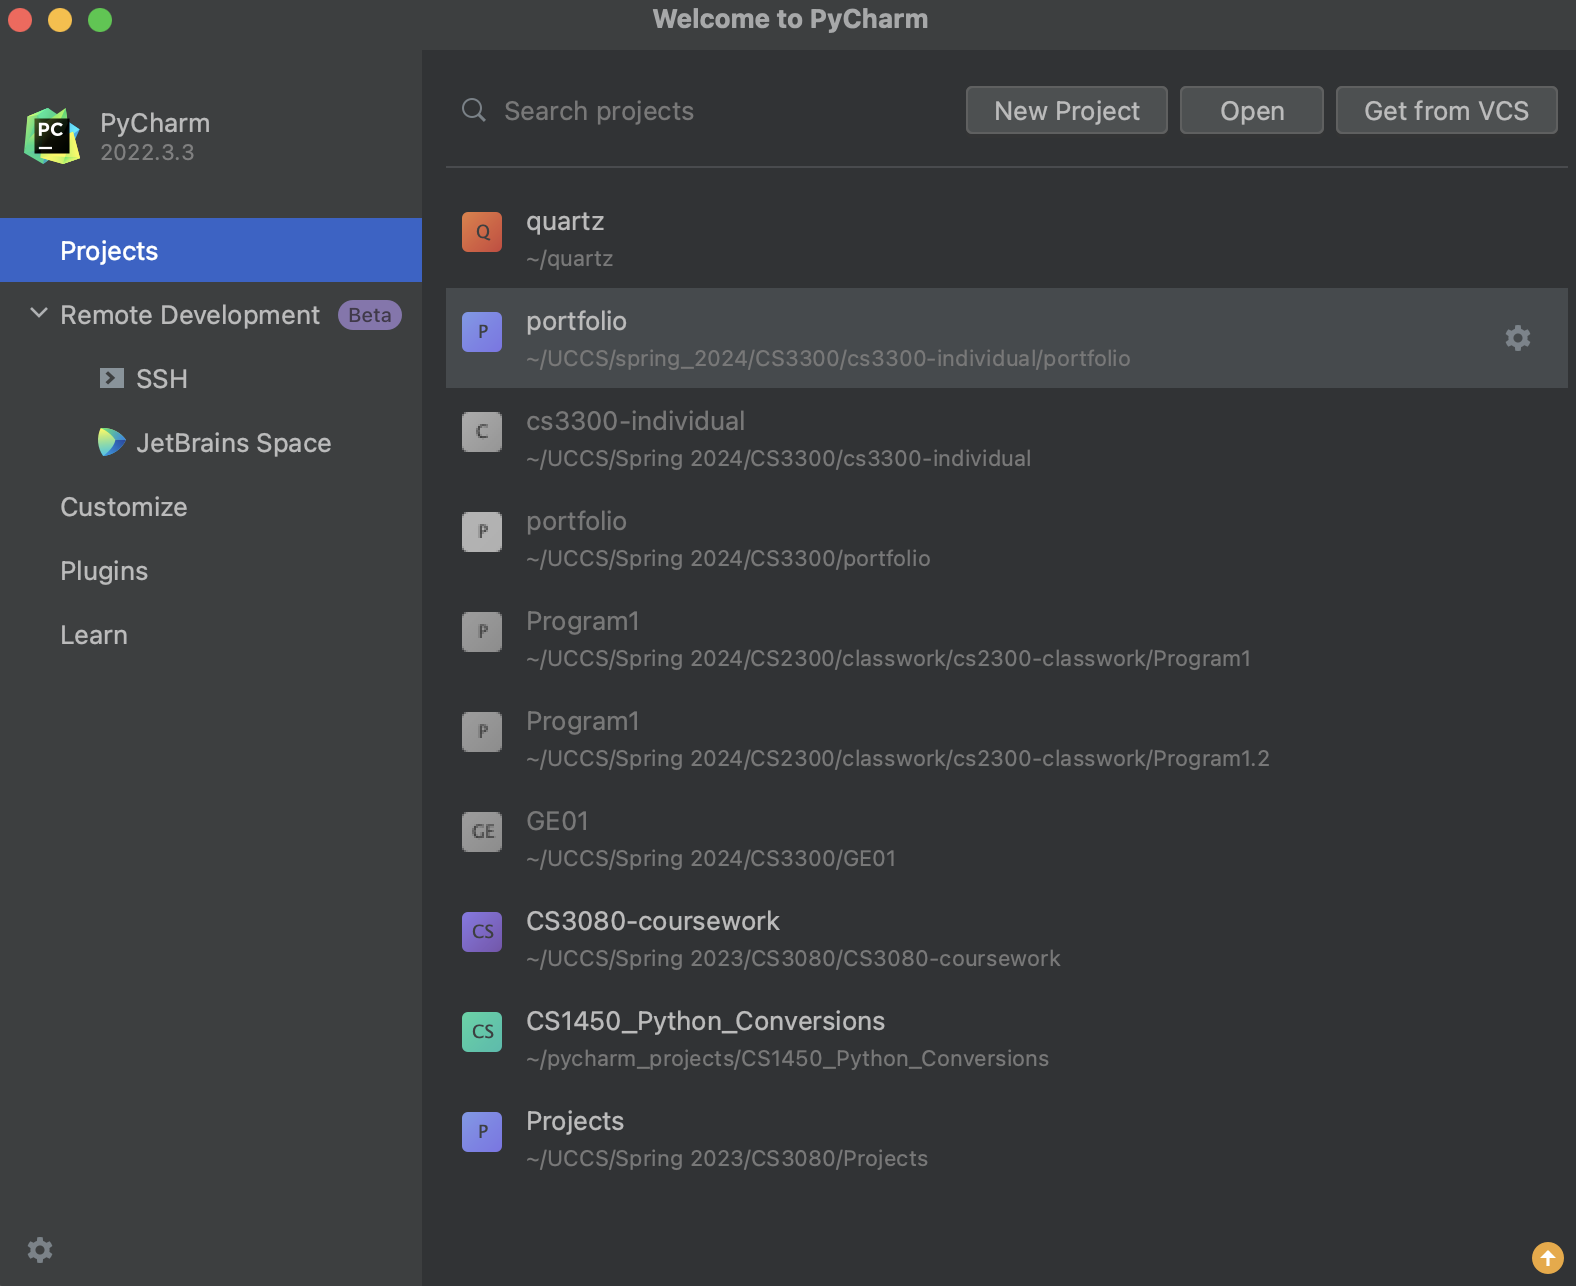 Welcome to PyCharm
PC
PyCharm
2022.3.3
Projects
Remote Development Beta
SSH
JetBrains Space
Customize
Plugins
Learn
Search projects
New Project
Open
Get from VCS
Q
quartz
~/quartz
P
portfolio
~/UCCS/spring_2024/CS3300/cs3300-individual/portfolio
C
cs3300-individual
~/UCCS/Spring 2024/CS3300/cs3300-individual
P
portfolio
~/UCCS/Spring 2024/CS3300/portfolio
P
Program1
~/UCCS/Spring 2024/CS2300/classwork/cs2300-classwork/Program1
P
Program1
~/UCCS/Spring 2024/CS2300/classwork/cs2300-classwork/Program1.2
GE
GE01
~/UCCS/Spring 2024/CS3300/GE01
CS
CS3080-coursework
~/UCCS/Spring 2023/CS3080/CS3080-coursework
CS
CS1450_Python_Conversions
~/pycharm_projects/CS1450_Python_Conversions
P
Projects
~/UCCS/Spring 2023/CS3080/Projects